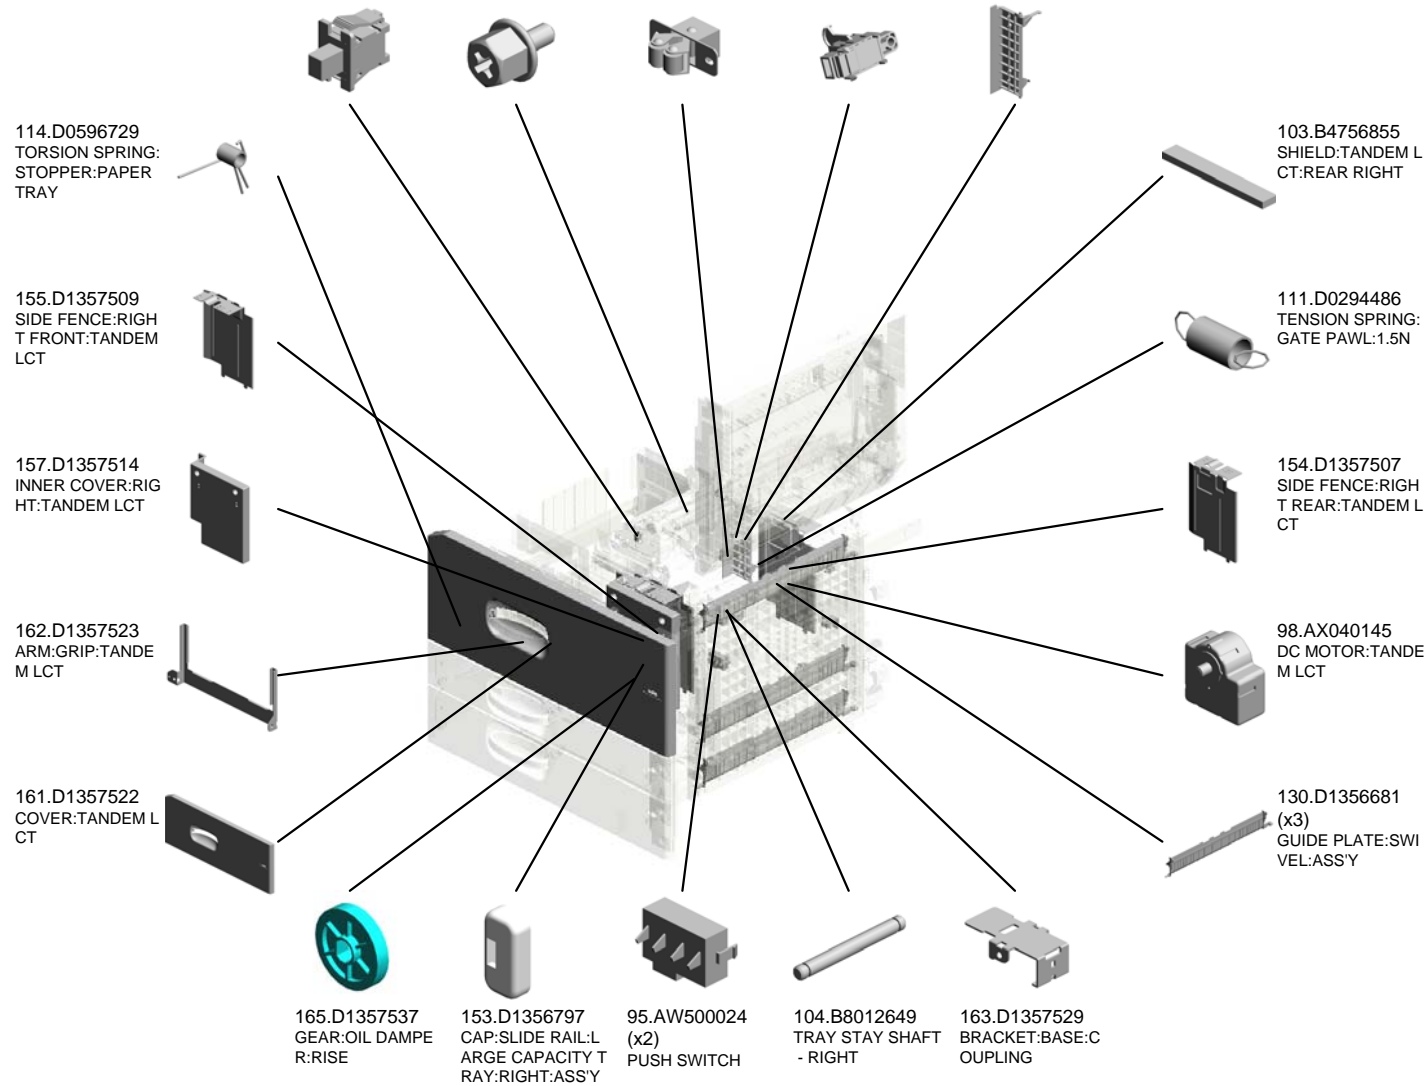 114.D0596729
TORSION SPRING:
STOPPER:PAPER
TRAY
103.B4756855
SHIELD:TANDEM L
CT:REAR RIGHT
155.D1357509
SIDE FENCE:RIGH
T FRONT:TANDEM
LCT
111.D0294486
TENSION SPRING:
GATE PAWL:1.5N
157.D1357514
INNER COVER:RIG
HT:TANDEM LCT
154.D1357507
SIDE FENCE:RIGH
T REAR:TANDEM L
CT
162.D1357523
ARM:GRIP:TANDE
M LCT
98.AX040145
DC MOTOR:TANDE
M LCT
161.D1357522
COVER:TANDEM L
CT
130.D1356681
(x3)
GUIDE PLATE:SWI
VEL:ASS'Y
165.D1357537
GEAR:OIL DAMPE
R:RISE
153.D1356797
CAP:SLIDE RAIL:L
ARGE CAPACITY T
RAY:RIGHT:ASS'Y
95.AW500024
(x2)
PUSH SWITCH
104.B8012649
TRAY STAY SHAFT
- RIGHT
163.D1357529
BRACKET:BASE:C
OUPLING